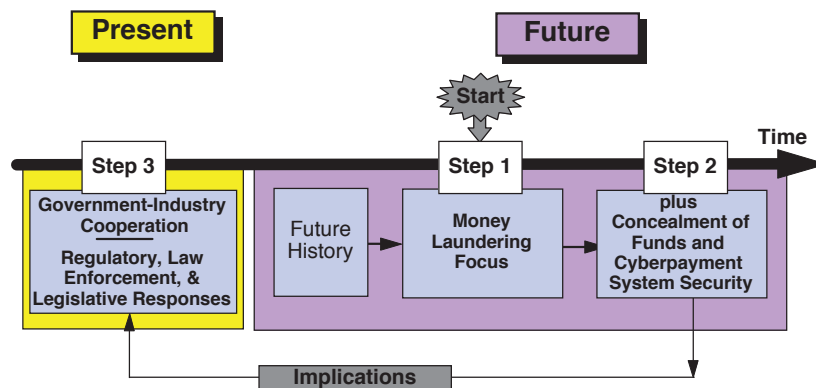 Present
Future
Start
Time
Step 3
Step 1
Step 2
Government-Industry
Cooperation
Regulatory, Law
Enforcement, &
Legislative Responses
Future
History
Money
Laundering
Focus
plus
Concealment of
Funds and
Cyberpayment
System Security
Implications